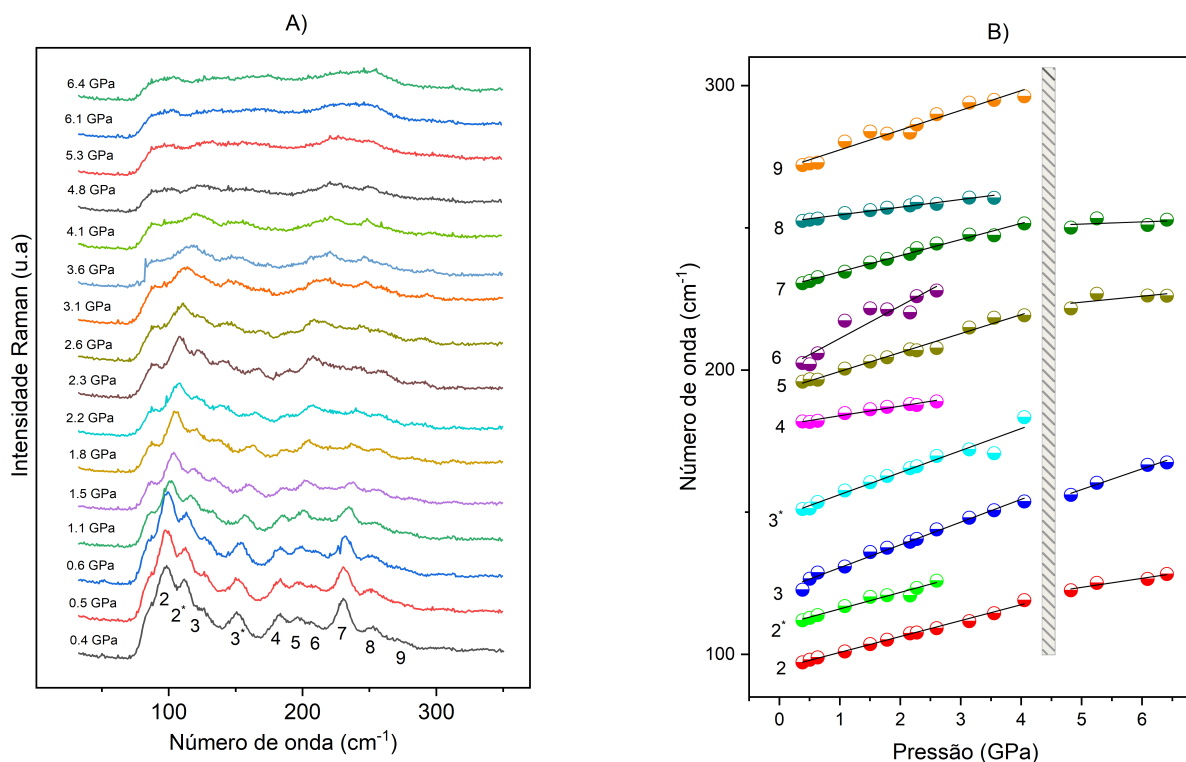 A)
6.4 GPa
6.1 GPa
5.3 GPa
4.8 GPa
4.1 GPa
3.6 GPa
3.1 GPa
2.6 GPa
2.3 GPa
2.2 GPa
1.8 GPa
1.5 GPa
1.1 GPa
0.6 GPa
0.5 GPa
0.4 GPa
2
2*
3
3*
4
5
6
7
8
9
Intensidade Raman (u.a)
100 200 300
Número de onda (cm-1)
B)
300
200
100
Número de onda (cm-1)
9
8
7
6
5
4
3*
3
2*
2
0 1 2 3 4 5 6
Pressão (GPa)